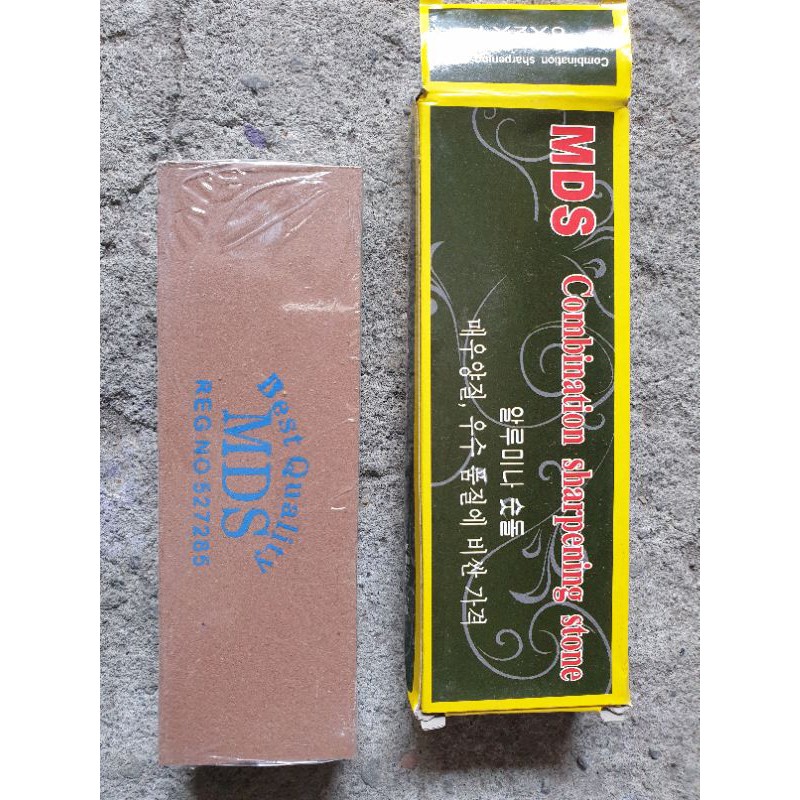 Best Quality
MDS
REG NO 527286
Combination sharpening
MDS Combination sharpening stone
알루미나 숫돌
매우양질, 우수 품질에 비싼 가격